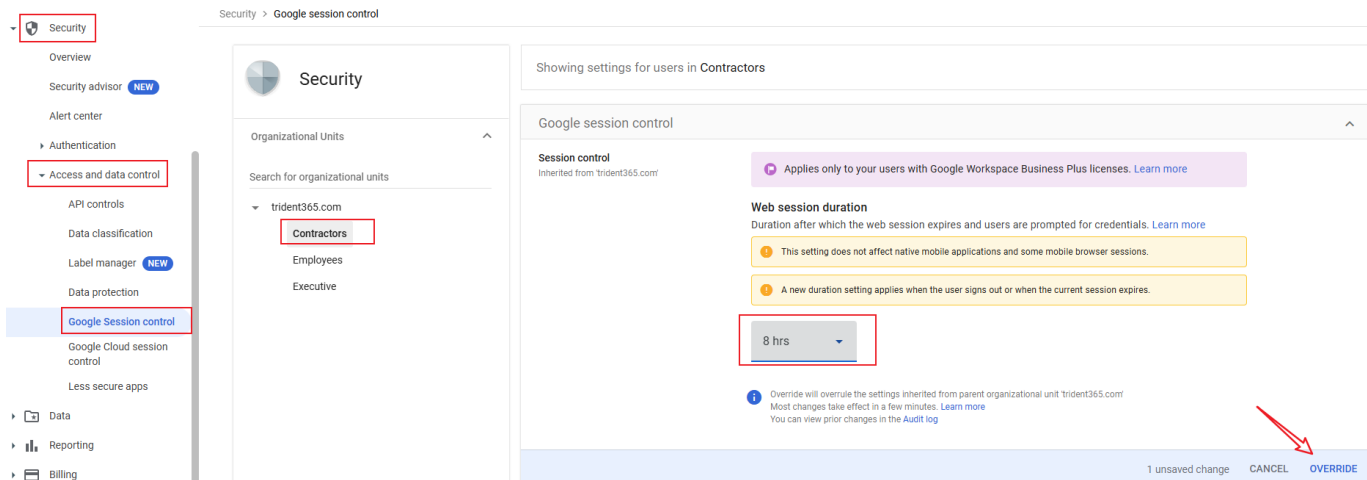 Security
Overview
Security advisor NEW
Alert center
Authentication
Access and data control
API controls
Data classification
Label manager NEW
Data protection
Google Session control
Google Cloud session
control
Less secure apps
Data
Reporting
Billing
Security > Google session control
Security
Organizational Units
Search for organizational units
trident365.com
Contractors
Employees
Executive
Showing settings for users in Contractors
Google session control
Session control
Inherited from 'trident365.com'
Applies only to your users with Google Workspace Business Plus licenses. Learn more
Web session duration
Duration after which the web session expires and users are prompted for credentials. Learn more
This setting does not affect native mobile applications and some mobile browser sessions.
A new duration setting applies when the user signs out or when the current session expires.
8 hrs
Override will overrule the settings inherited from parent organizational unit 'trident365.com'
Most changes take effect in a few minutes. Learn more
You can view prior changes in the Audit log
1 unsaved change CANCEL OVERRIDE